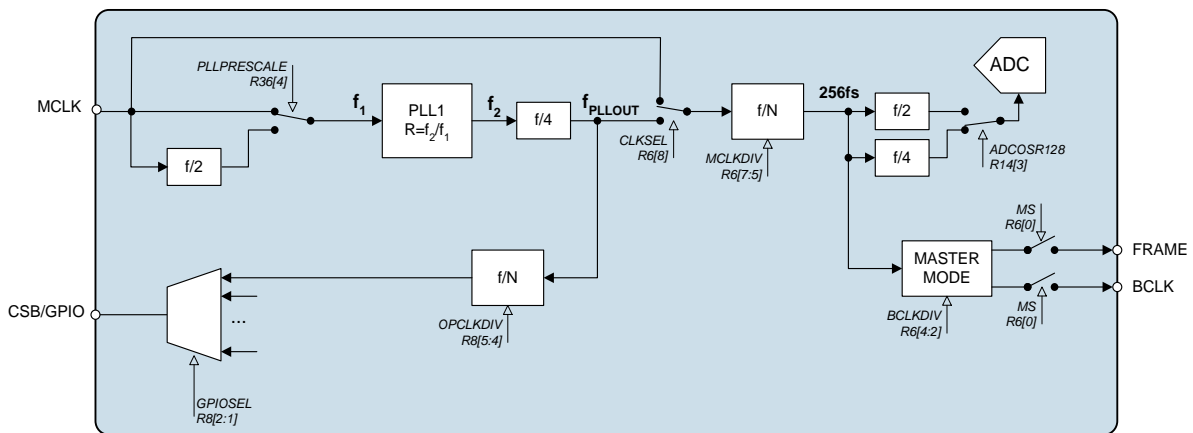 PLLPRESCALE
R36[4]
MCLK
f/2
f1
PLL1
R=f2/f1
f2
f/4
fPLLOUT
CLKSEL
R6[8]
f/N
MCLKDIV
R6[7:5]
256fs
f/2
f/4
ADC
ADCOSR128
R14[3]
MS
R6[0]
FRAME
MASTER
MODE
BCLK
BCLKDIV
R6[4:2]
MS
R6[0]
f/N
OPCLKDIV
R8[5:4]
CSB/GPIO
...
GPIOSEL
R8[2:1]